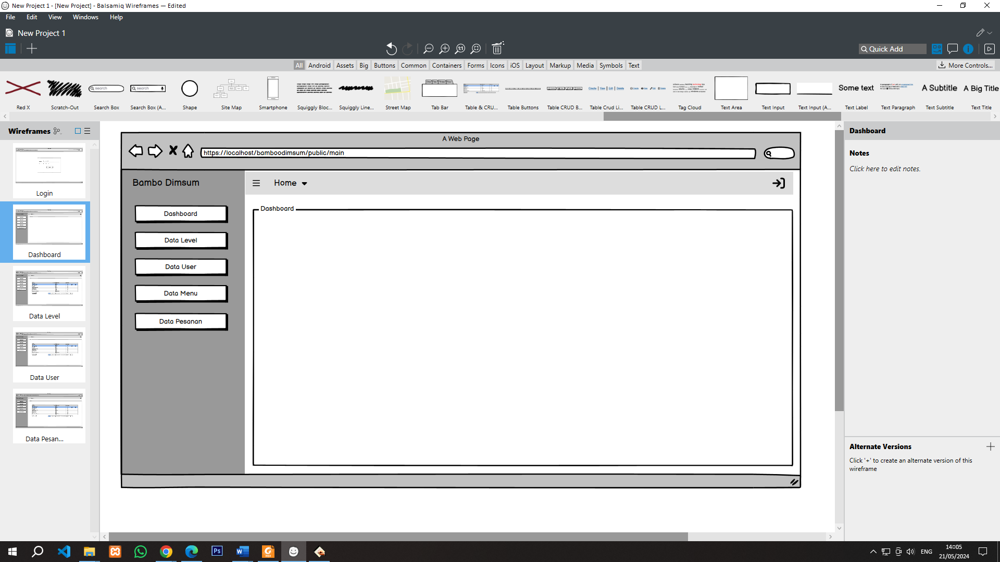 New Project 1 - [New Project] - Balsamiq Wireframes — Edited
File Edit View Windows Help
New Project 1
Quick Add
All Android Assets Big Buttons Common Containers Forms Icons iOS Layout Markup Media Symbols Text
More Controls...
search
search
Some text
A Subtitle
A Big Title
Red X
Scratch-Out
Search Box
Search Box (A...
Shape
Site Map
Smartphone
Squiggly Bloc...
Squiggly Line...
Street Map
Tab Bar
Table & CRU...
Table Buttons
Table CRUD B...
Table Crud Li...
Table CRUD L...
Tag Cloud
Text Area
Text Input
Text Input (A...
Text Label
Text Paragraph
Text Subtitle
Text Title
Wireframes
Login
Dashboard
Data Level
Data User
Data Pesan...
A Web Page
https://localhost/bamboodimsum/public/main
Bambo Dimsum
Home
Dashboard
Data Level
Data User
Data Menu
Data Pesanan
Dashboard
Dashboard
Notes
Click here to edit notes.
Alternate Versions
Click '+' to create an alternate version of this
wireframe
ENG
14:05
21/05/2024